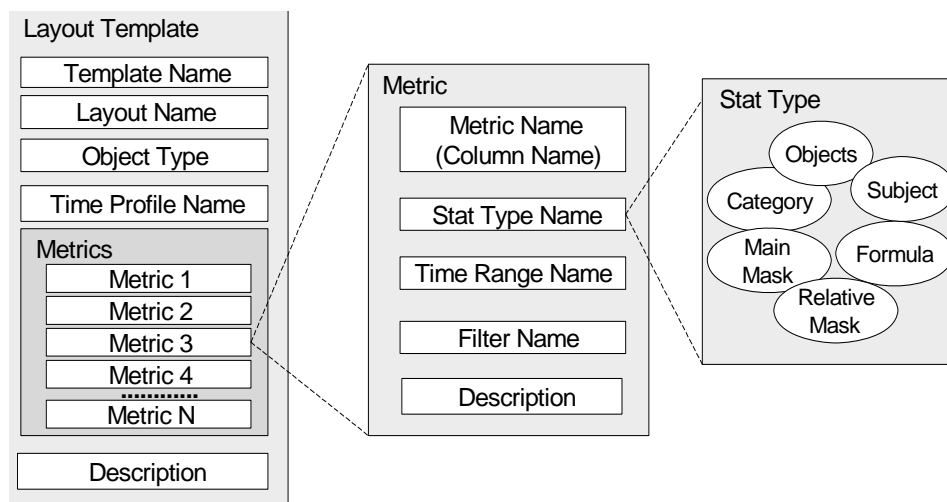 Layout Template
Template Name
Layout Name
Object Type
Time Profile Name
Metrics
Metric 1
Metric 2
Metric 3
Metric 4
Metric N
Description
Metric
Metric Name
(Column Name)
Stat Type Name
Time Range Name
Filter Name
Description
Stat Type
Objects
Category
Subject
Main
Mask
Formula
Relative
Mask